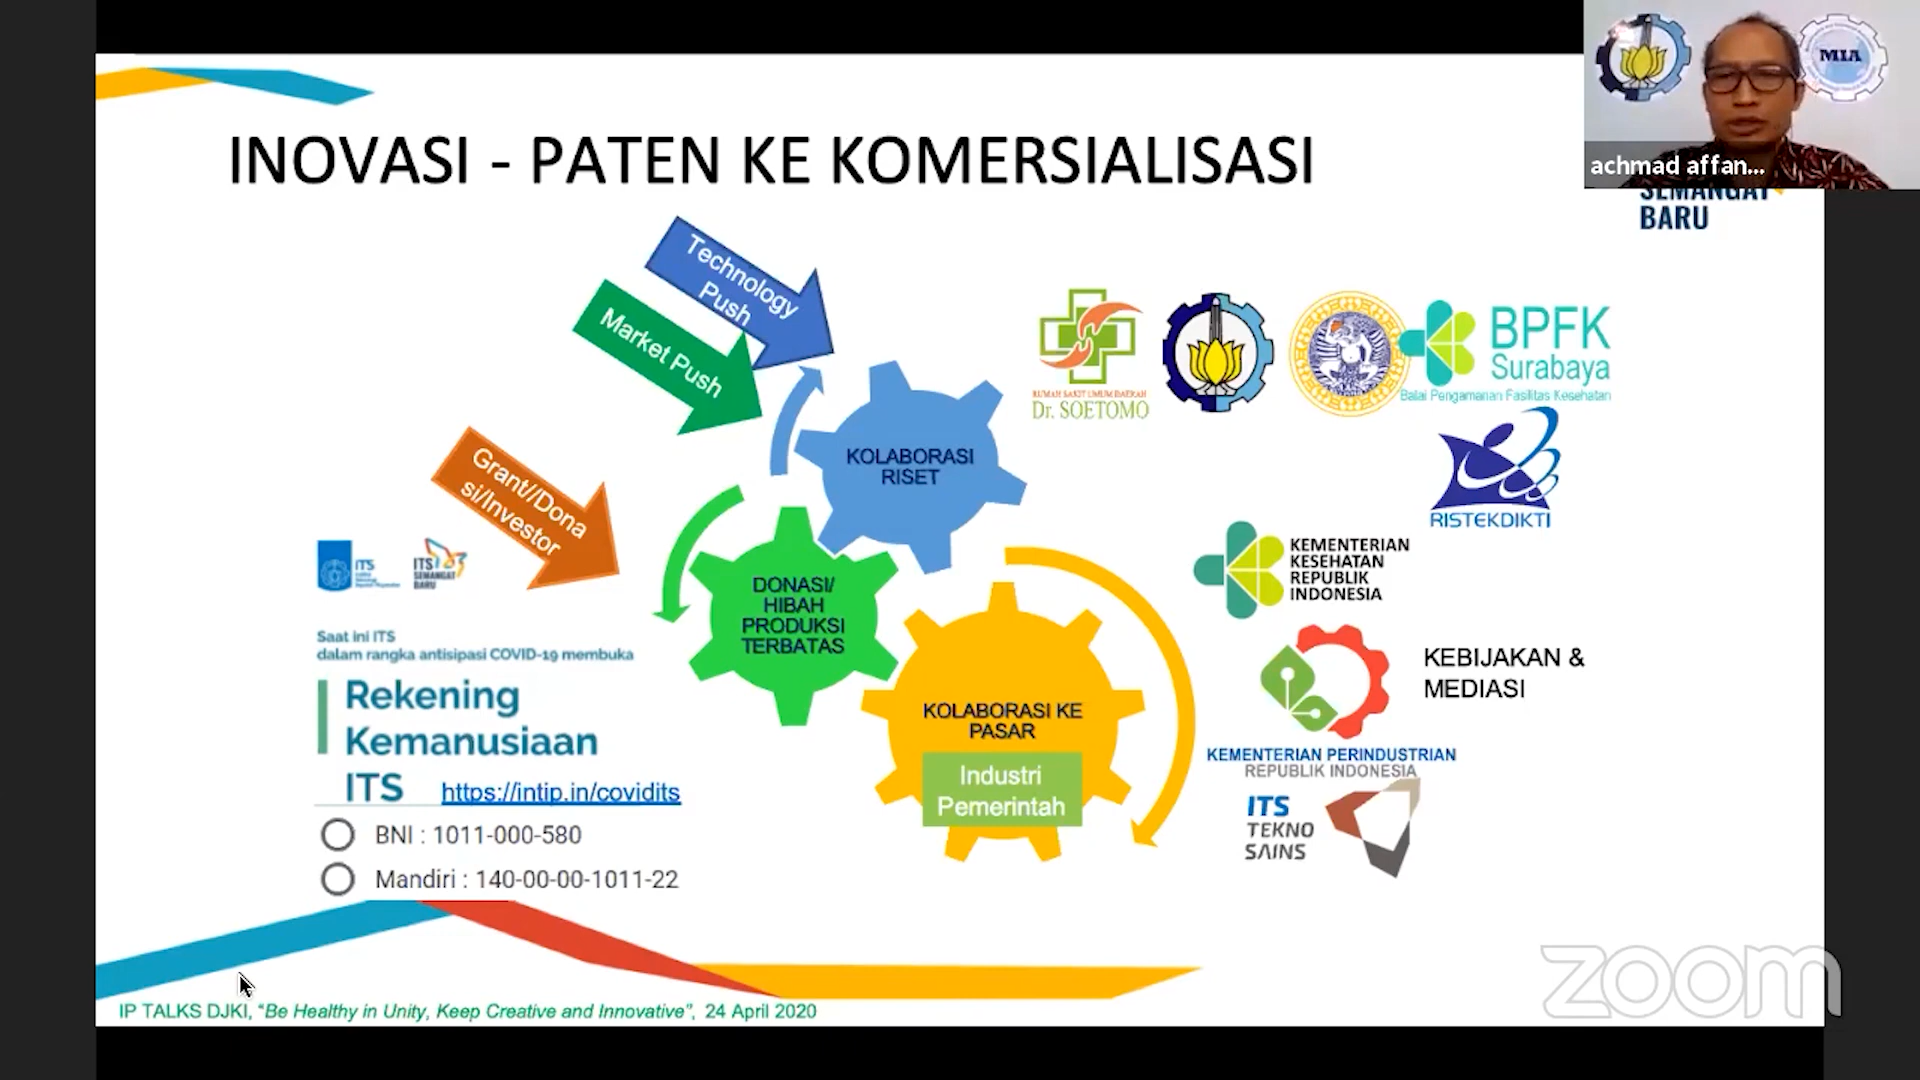 MIA
achmad affan...
INOVASI - PATEN KE KOMERSIALISASI
SEMANGAT
BARU
Technology
Push
Market Push
Grant//Dona
si/Investor
KOLABORASI
RISET
DONASI/
HIBAH
PRODUKSI
TERBATAS
KOLABORASI KE
PASAR
Industri
Pemerintah
RUMAH SAKIT UMUM DAERAH
Dr. SOETOMO
BPFK
Surabaya
Balai Pengamanan Fasilitas Kesehatan
RISTEKDIKTI
KEMENTERIAN
KESEHATAN
REPUBLIK
INDONESIA
KEBIJAKAN &
MEDIASI
KEMENTERIAN PERINDUSTRIAN
REPUBLIK INDONESIA
ITS
TEKNO
SAINS
ITS
ITS
SEMANGAT
BARU
Saat ini ITS
dalam rangka antisipasi COVID-19 membuka
Rekening
Kemanusiaan
ITS
https://intip.in/covidits
BNI : 1011-000-580
Mandiri : 140-00-00-1011-22
IP TALKS DJKI, “Be Healthy in Unity, Keep Creative and Innovative”, 24 April 2020
zoom